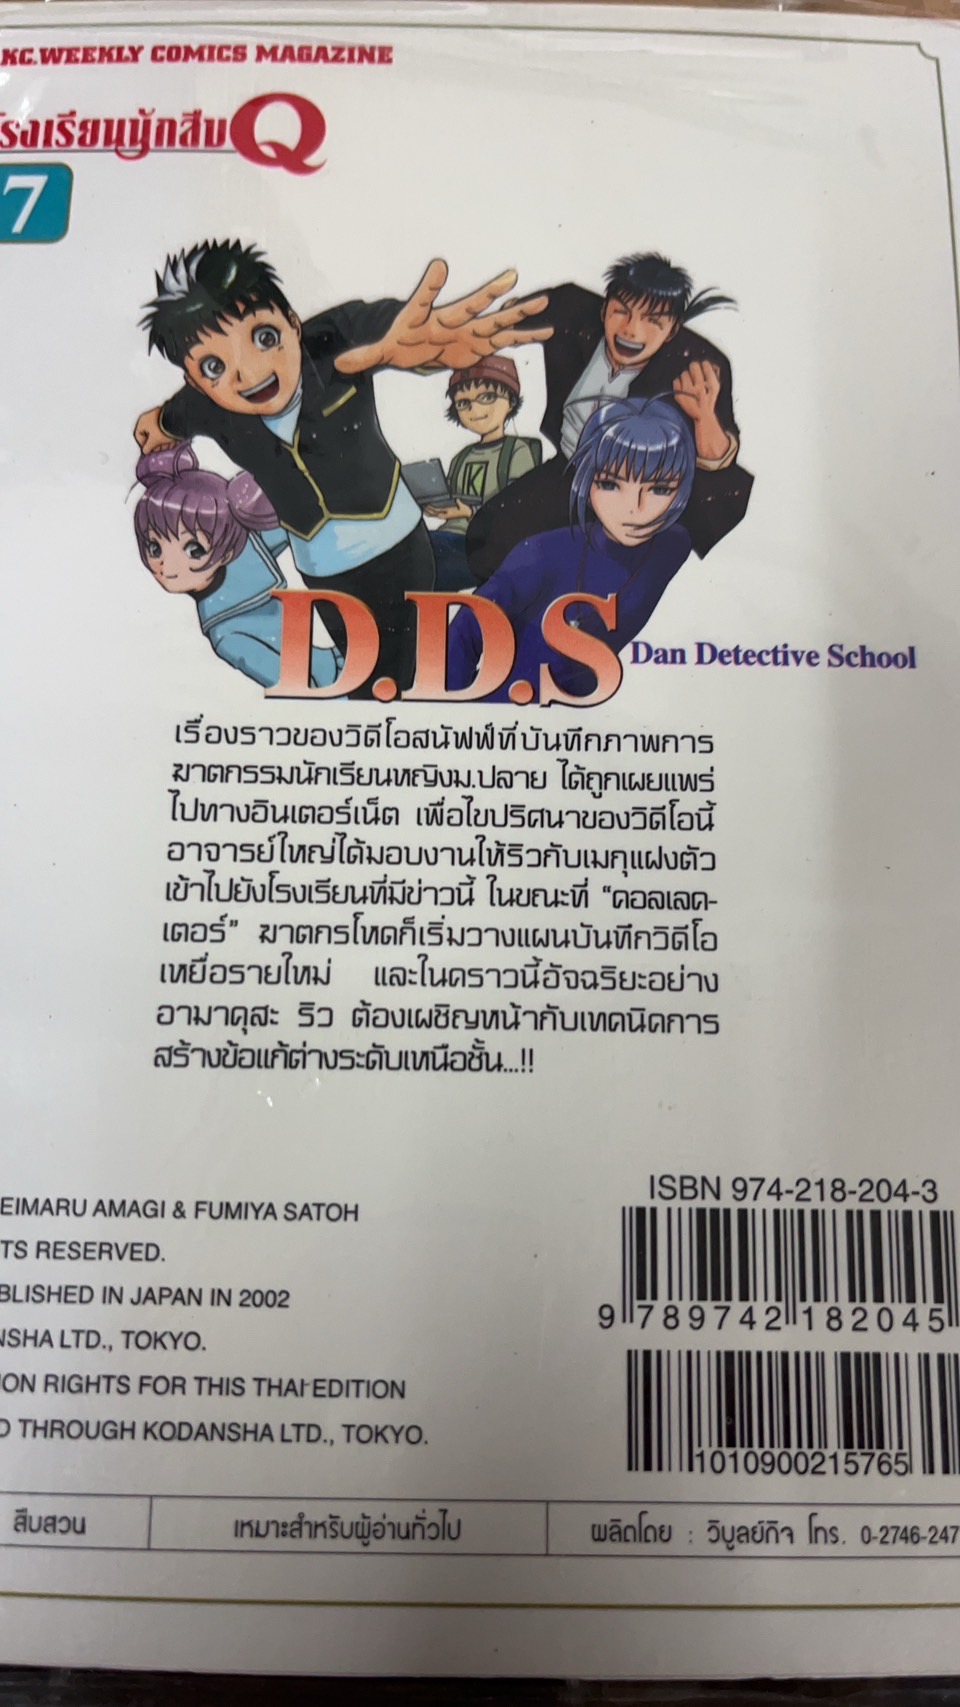 KC.WEEKLY COMICS MAGAZINE
โรงเรียนนักสืบ Q
7
K
D.D.S
Dan Detective School
เรื่องราวของวิดีโอสนัฟฟ์ที่บันทึกภาพการ
ฆาตกรรมนักเรียนหญิงม.ปลาย ได้ถูกเผยแพร่
ไปทางอินเตอร์เน็ต เพื่อไขปริศนาของวิดีโอนี้
อาจารย์ใหญ่ได้มอบงานให้ริวกับเมกุแฝงตัว
เข้าไปยังโรงเรียนที่มีข่าวนี้ ในขณะที่ “คอลเลค-
เตอร์” ฆาตกรโหดก็เริ่มวางแผนบันทึกวิดีโอ
เหยื่อรายใหม่ และในคราวนี้อัจฉริยะอย่าง
อามาคุสะ ริว ต้องเผชิญหน้ากับเทคนิคการ
สร้างข้อแก้ต่างระดับเหนือชั้น...!!
EIMARU AMAGI & FUMIYA SATOH
TS RESERVED.
BLISHED IN JAPAN IN 2002
NSHA LTD., TOKYO.
ION RIGHTS FOR THIS THAI EDITION
D THROUGH KODANSHA LTD., TOKYO.
ISBN 974-218-204-3
9 789742 182045
1010900215765
สืบสวน
เหมาะสำหรับผู้อ่านทั่วไป
ผลิตโดย : วิบูลย์กิจ โทร. 0-2746-247